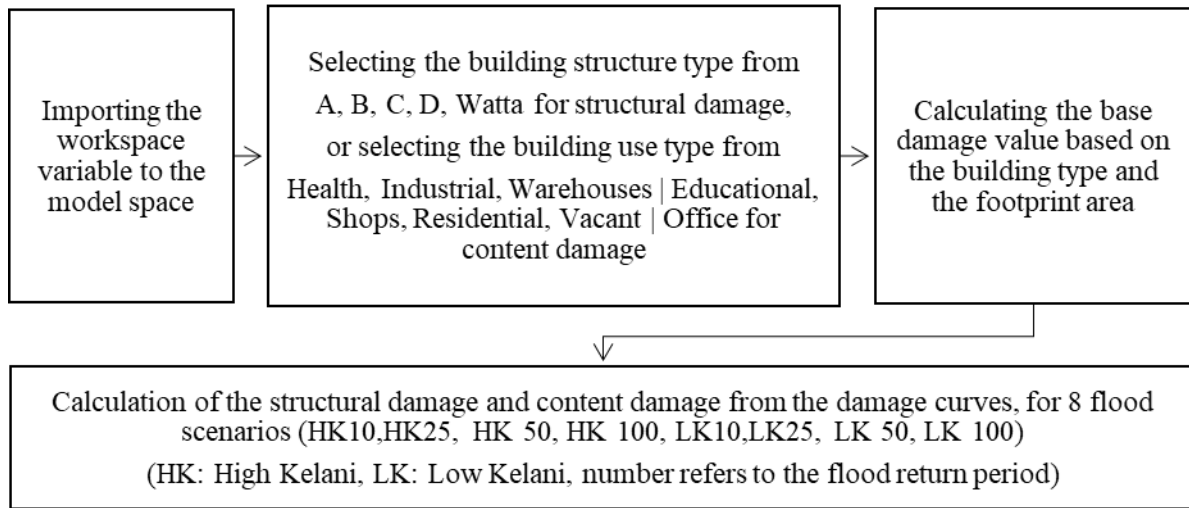 Importing the
workspace
variable to the
model space
Selecting the building structure type from
A, B, C, D, Watta for structural damage,
or selecting the building use type from
Health, Industrial, Warehouses | Educational,
Shops, Residential, Vacant | Office for
content damage
Calculating the base
damage value based on
the building type and
the footprint area
Calculation of the structural damage and content damage from the damage curves, for 8 flood
scenarios (HK10,HK25, HK 50, HK 100, LK10,LK25, LK 50, LK 100)
(HK: High Kelani, LK: Low Kelani, number refers to the flood return period)